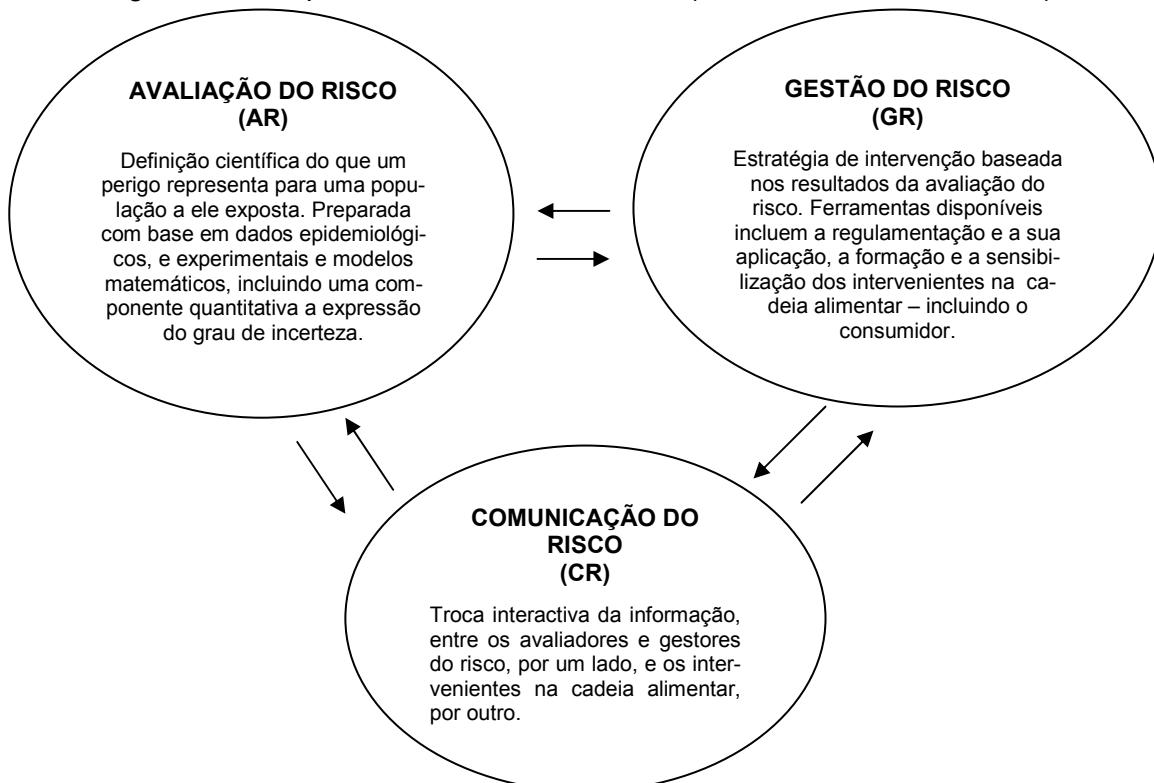 AVALIAÇÃO DO RISCO
(AR)
Definição científica do que um
perigo representa para uma popu-
lação a ele exposta. Preparada
com base em dados epidemiológi-
cos, e experimentais e modelos
matemáticos, incluindo uma com-
ponente quantitativa a expressão
do grau de incerteza.
GESTÃO DO RISCO
(GR)
Estratégia de intervenção baseada
nos resultados da avaliação do
risco. Ferramentas disponíveis
incluem a regulamentação e a sua
aplicação, a formação e a sensibi-
lização dos intervenientes na ca-
deia alimentar – incluindo o
consumidor.
COMUNICAÇÃO DO
RISCO
(CR)
Troca interactiva da informação,
entre os avaliadores e gestores
do risco, por um lado, e os inter-
venientes na cadeia alimentar,
por outro.